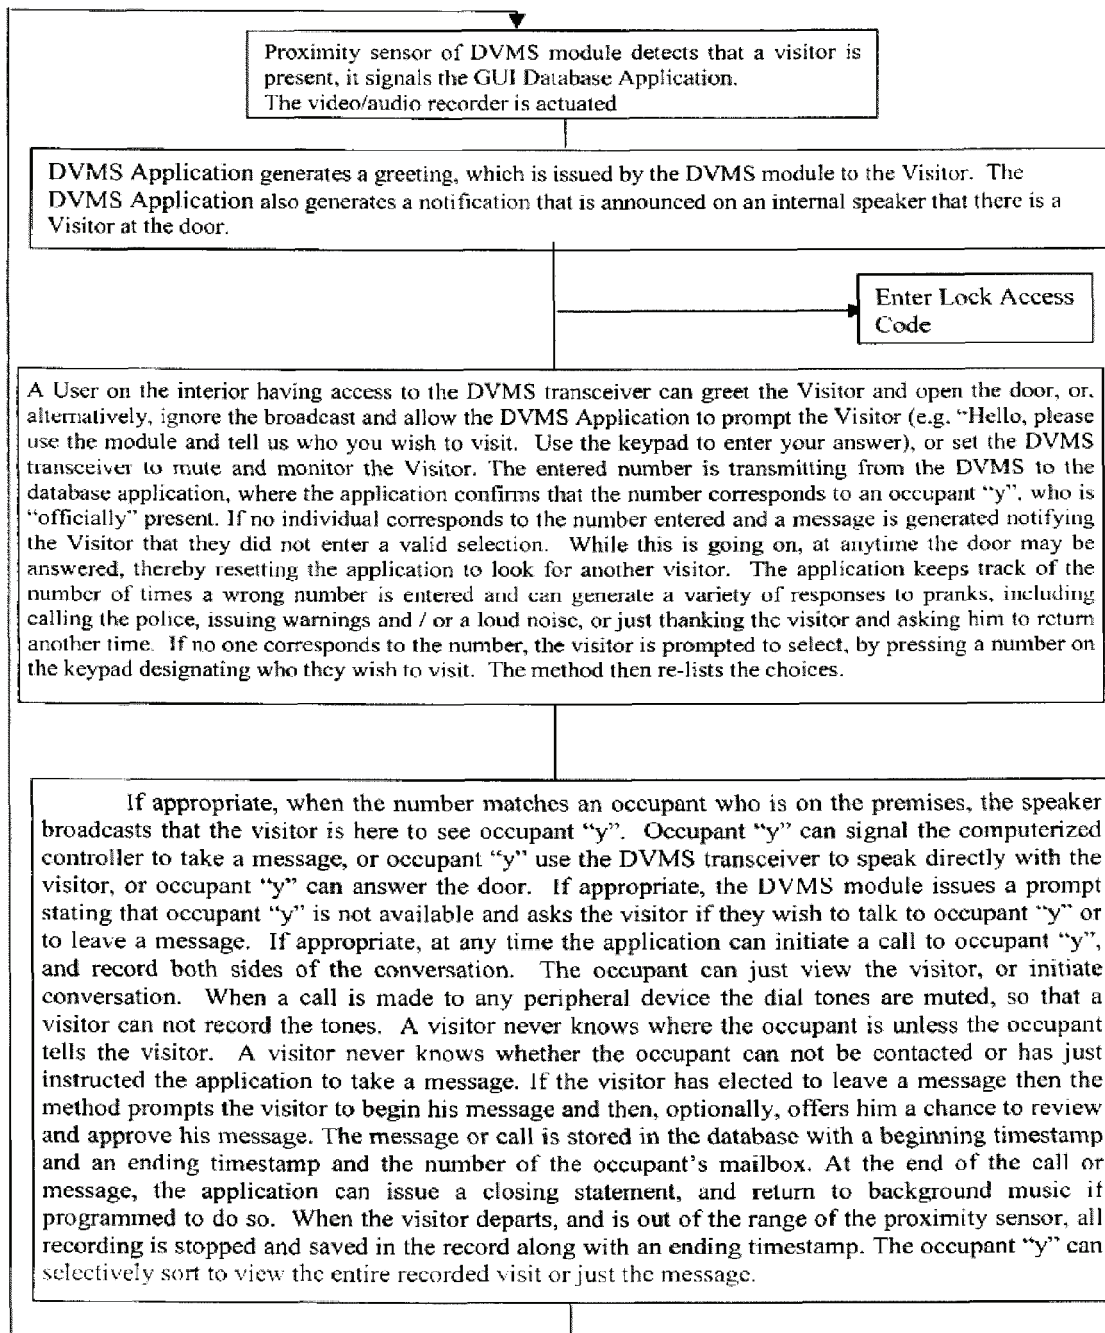 Proximity sensor of DVMS module detects that a visitor is
present, it signals the GUI Database Application.
The video/audio recorder is actuated
DVMS Application generates a greeting, which is issued by the DVMS module to the Visitor. The
DVMS Application also generates a notification that is announced on an internal speaker that there is a
Visitor at the door.
Enter Lock Access
Code
A User on the interior having access to the DVMS transceiver can greet the Visitor and open the door, or,
alternatively, ignore the broadcast and allow the DVMS Application to prompt the Visitor (e.g. "Hello, please
use the module and tell us who you wish to visit. Use the keypad to enter your answer), or set the DVMS
transceiver to mute and monitor the Visitor. The entered number is transmitting from the DVMS to the
database application, where the application confirms that the number corresponds to an occupant "y", who is
"officially" present. If no individual corresponds to the number entered and a message is generated notifying
the Visitor that they did not enter a valid selection. While this is going on, at anytime the door may be
answered, thereby resetting the application to look for another visitor. The application keeps track of the
number of times a wrong number is entered and can generate a variety of responses to pranks, including
calling the police, issuing warnings and / or a loud noise, or just thanking the visitor and asking him to return
another time. If no one corresponds to the number, the visitor is prompted to select, by pressing a number on
the keypad designating who they wish to visit. The method then re-lists the choices.
If appropriate, when the number matches an occupant who is on the premises, the speaker
broadcasts that the visitor is here to see occupant "y". Occupant "y" can signal the computerized
controller to take a message, or occupant "y" use the DVMS transceiver to speak directly with the
visitor, or occupant "y" can answer the door. If appropriate, the DVMS module issues a prompt
stating that occupant "y" is not available and asks the visitor if they wish to talk to occupant "y" or
to leave a message. If appropriate, at any time the application can initiate a call to occupant "y",
and record both sides of the conversation. The occupant can just view the visitor, or initiate
conversation. When a call is made to any peripheral device the dial tones are muted, so that a
visitor can not record the tones. A visitor never knows where the occupant is unless the occupant
tells the visitor. A visitor never knows whether the occupant can not be contacted or has just
instructed the application to take a message. If the visitor has elected to leave a message then the
method prompts the visitor to begin his message and then, optionally, offers him a chance to review
and approve his message. The message or call is stored in the database with a beginning timestamp
and an ending timestamp and the number of the occupant's mailbox. At the end of the call or
message, the application can issue a closing statement, and return to background music if
programmed to do so. When the visitor departs, and is out of the range of the proximity sensor, all
recording is stopped and saved in the record along with an ending timestamp. The occupant "y" can
selectively sort to view the entire recorded visit or just the message.